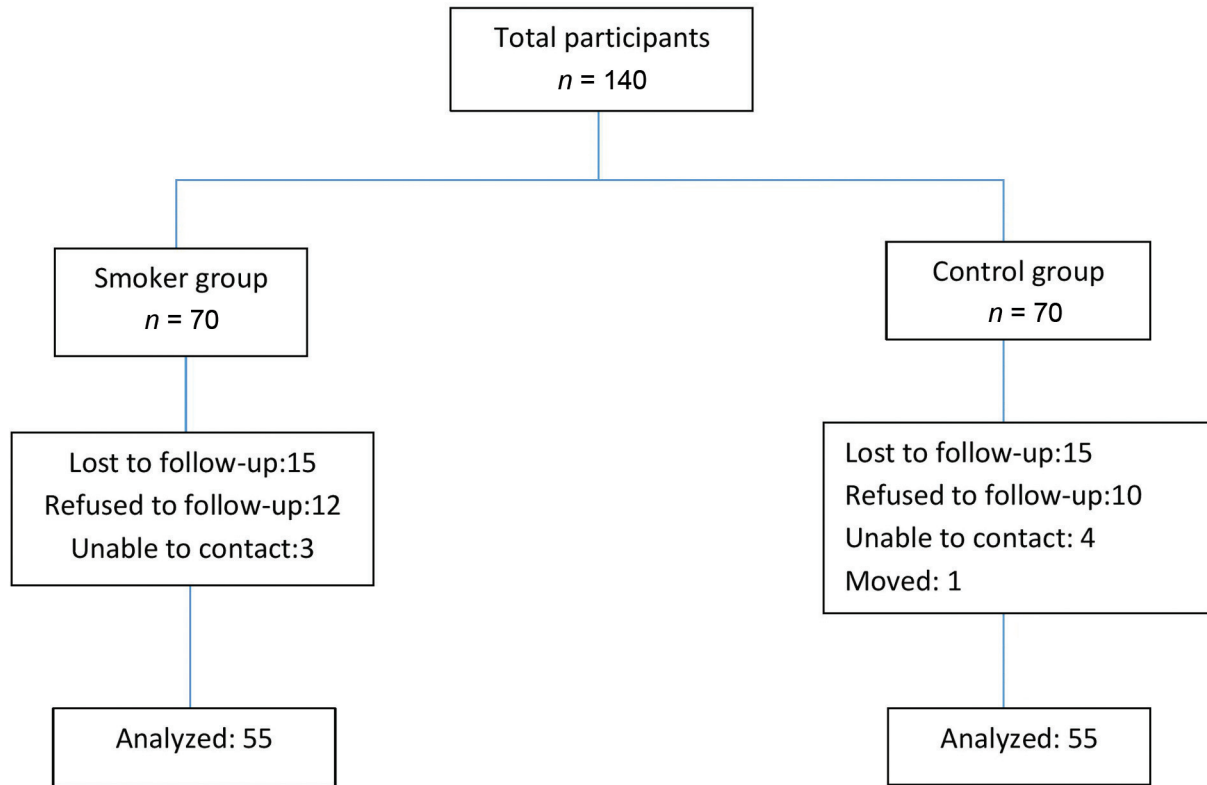 Total participants
n = 140
Smoker group
n = 70
Control group
n = 70
Lost to follow-up:15
Refused to follow-up:12
Unable to contact:3
Lost to follow-up:15
Refused to follow-up:10
Unable to contact: 4
Moved: 1
Analyzed: 55
Analyzed: 55